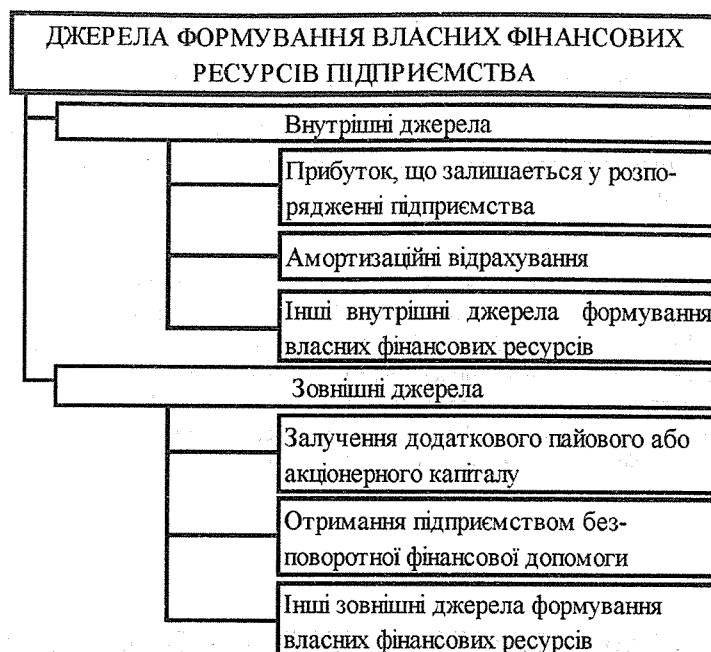 ДЖЕРЕЛА ФОРМУВАННЯ ВЛАСНИХ ФІНАНСОВИХ
РЕСУРСІВ ПІДПРИЄМСТВА
Внутрішні джерела
Прибуток, що залишаеться у розпо-
рядженні підприємства
Амортизаційні відрахування
Інші внутрішні джерела формування
власних фінансових ресурсів
Зовнішні джерела
Залучення додаткового пайового або
акціонерного капіталу
Отримання підприємством без-
поворотної фінансової допомоги
Інші зовнішні джерела формування
власних фінансових ресурсів